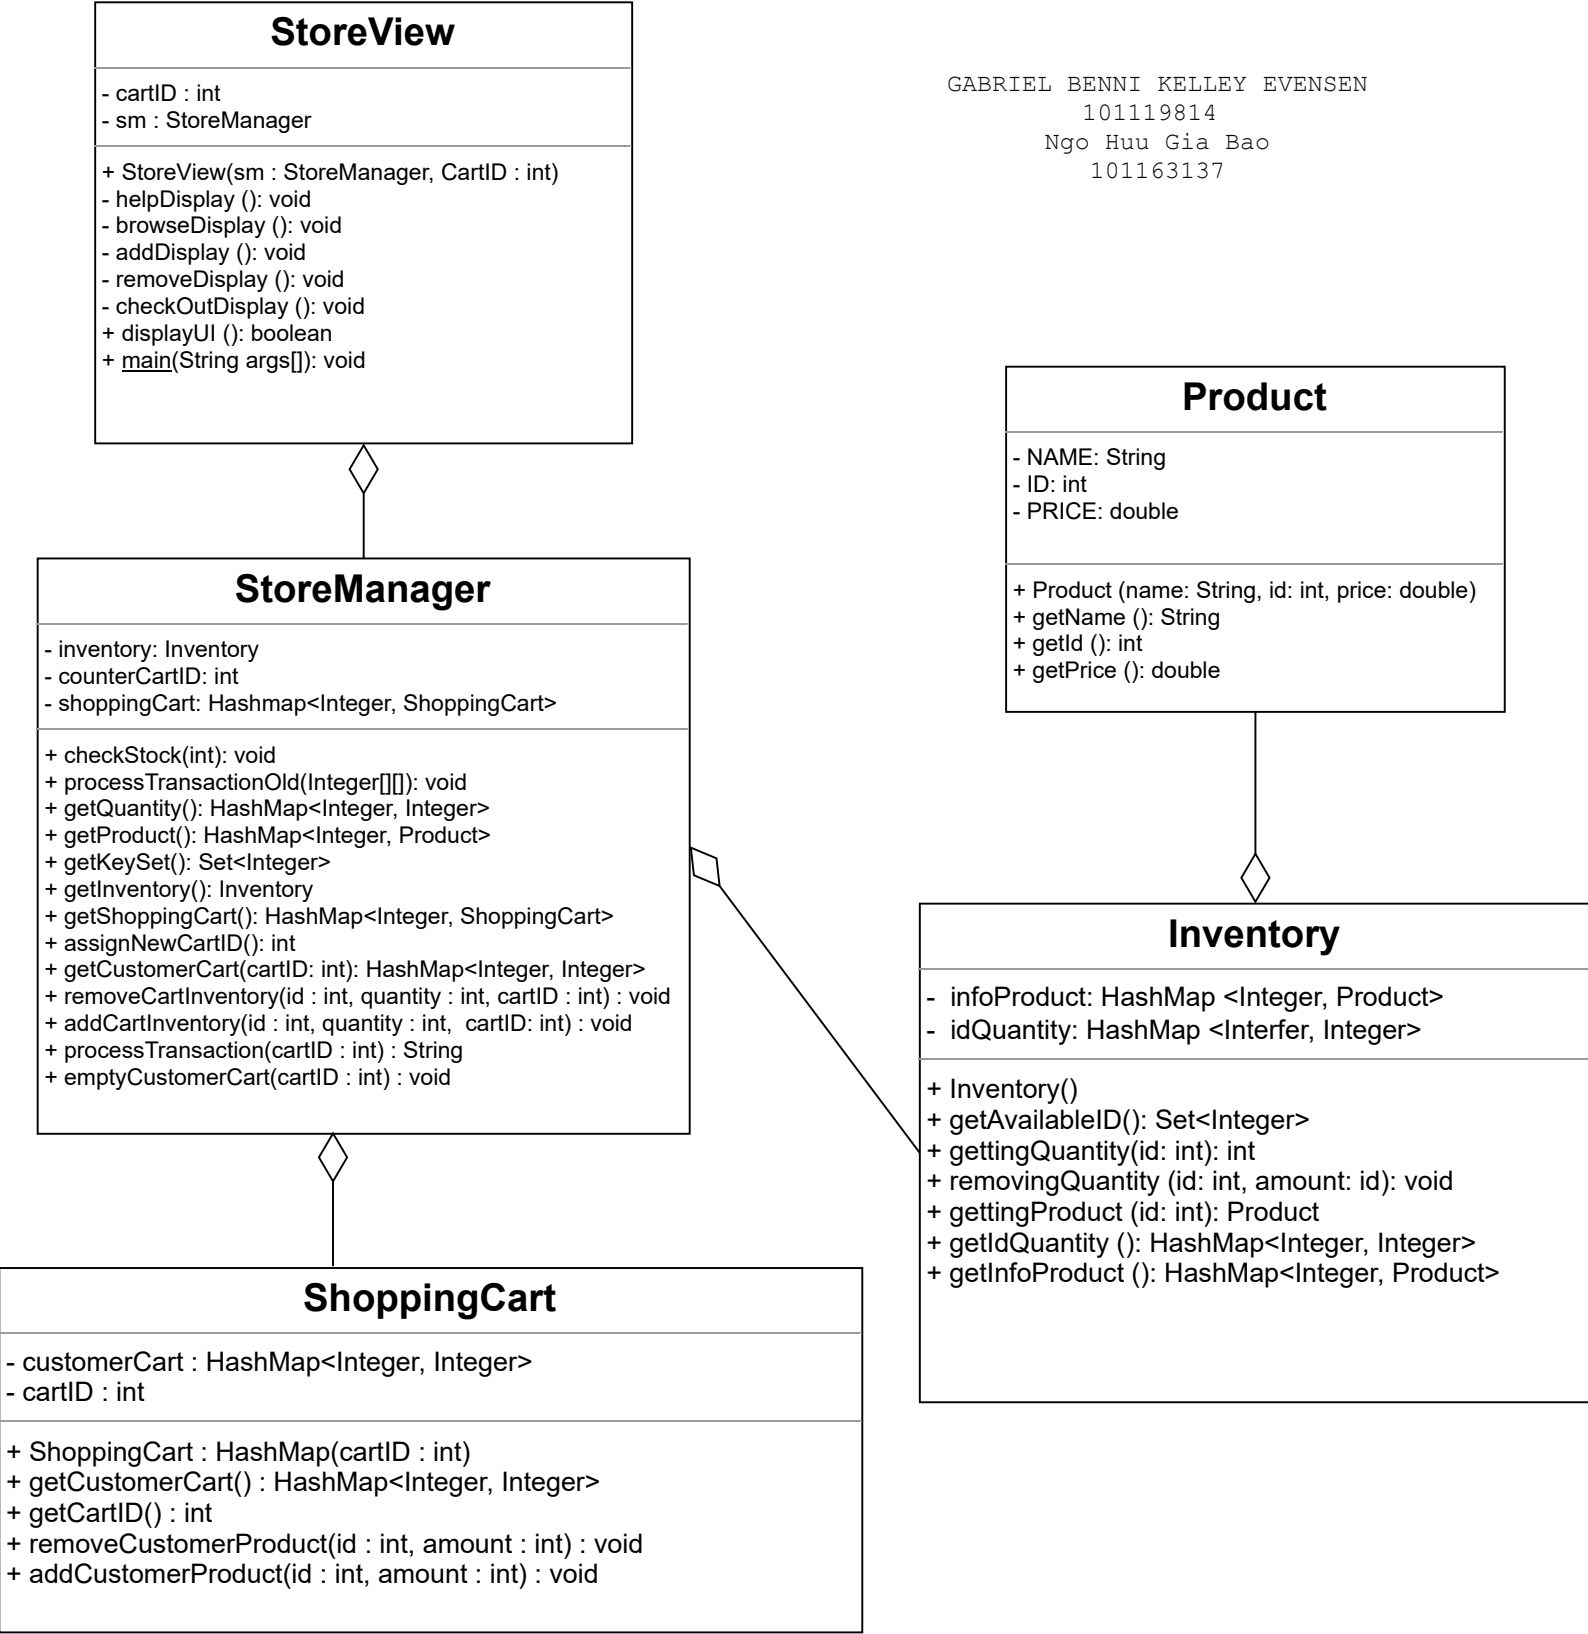 StoreView
- cartID : int
- sm : StoreManager
+ StoreView(sm : StoreManager, CartID : int)
- helpDisplay (): void
- browseDisplay (): void
- addDisplay (): void
- removeDisplay (): void
- checkOutDisplay (): void
+ displayUI (): boolean
+ main(String args[]): void
GABRIEL BENNI KELLEY EVENSEN
101119814
Ngo Huu Gia Bao
101163137
Product
- NAME: String
- ID: int
- PRICE: double
+ Product (name: String, id: int, price: double)
+ getName (): String
+ getId (): int
+ getPrice (): double
StoreManager
- inventory: Inventory
- counterCartID: int
- shoppingCart: Hashmap<Integer, ShoppingCart>
+ checkStock(int): void
+ processTransactionOld(Integer[][]): void
+ getQuantity(): HashMap<Integer, Integer>
+ getProduct(): HashMap<Integer, Product>
+ getKeySet(): Set<Integer>
+ getInventory(): Inventory
+ getShoppingCart(): HashMap<Integer, ShoppingCart>
+ assignNewCartID(): int
+ getCustomerCart(cartID: int): HashMap<Integer, Integer>
+ removeCartInventory(id : int, quantity : int, cartID : int) : void
+ addCartInventory(id : int, quantity : int,  cartID: int) : void
+ processTransaction(cartID : int) : String
+ emptyCustomerCart(cartID : int) : void
Inventory
-  infoProduct: HashMap <Integer, Product>
-  idQuantity: HashMap <Interfer, Integer>
+ Inventory()
+ getAvailableID(): Set<Integer>
+ gettingQuantity(id: int): int
+ removingQuantity (id: int, amount: id): void
+ gettingProduct (id: int): Product
+ getIdQuantity (): HashMap<Integer, Integer>
+ getInfoProduct (): HashMap<Integer, Product>
ShoppingCart
- customerCart : HashMap<Integer, Integer>
- cartID : int
+ ShoppingCart : HashMap(cartID : int)
+ getCustomerCart() : HashMap<Integer, Integer>
+ getCartID() : int
+ removeCustomerProduct(id : int, amount : int) : void
+ addCustomerProduct(id : int, amount : int) : void